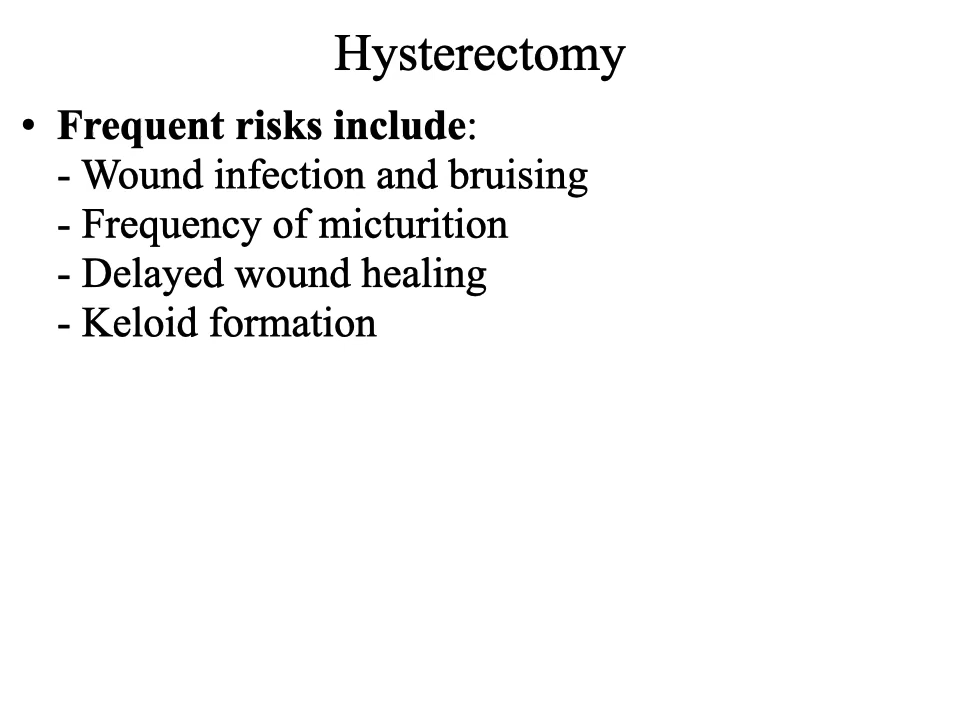 Hysterectomy
• Frequent risks include:
- Wound infection and bruising
- Frequency of micturition
- Delayed wound healing
- Keloid formation